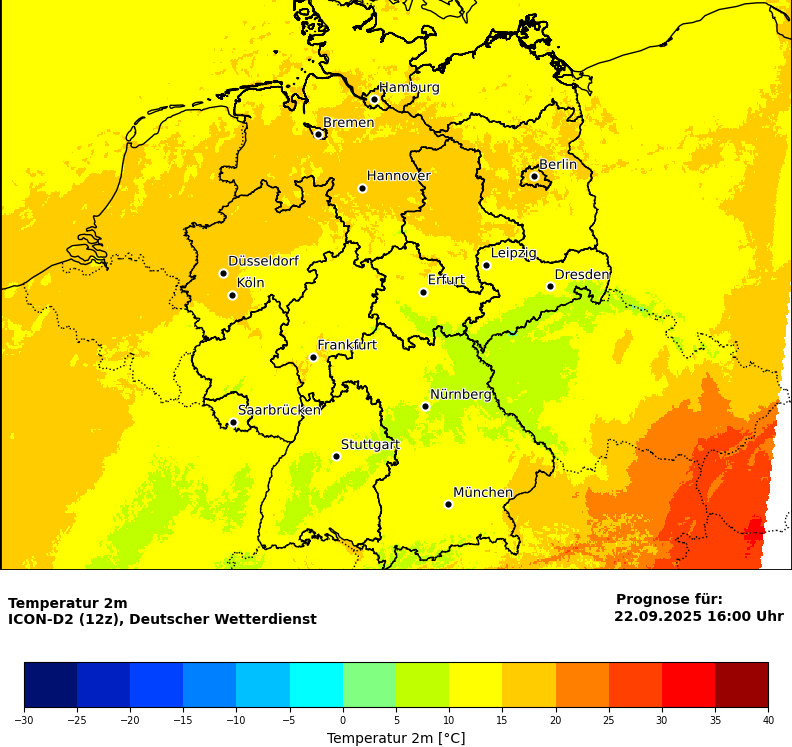 Hamburg
Bremen
Berlin
Hannover
Leipzig
Düsseldorf
Dresden
Köln
Erfurt
Frankfurt
Nürnberg
Saarbrücken
Stuttgart
München
Temperatur 2m
ICON-D2 (12z), Deutscher Wetterdienst
Prognose für:
22.09.2025 16:00 Uhr
−30 −25 −20 −15 −10 −5 0 5 10 15 20 25 30 35 40
Temperatur 2m [°C]